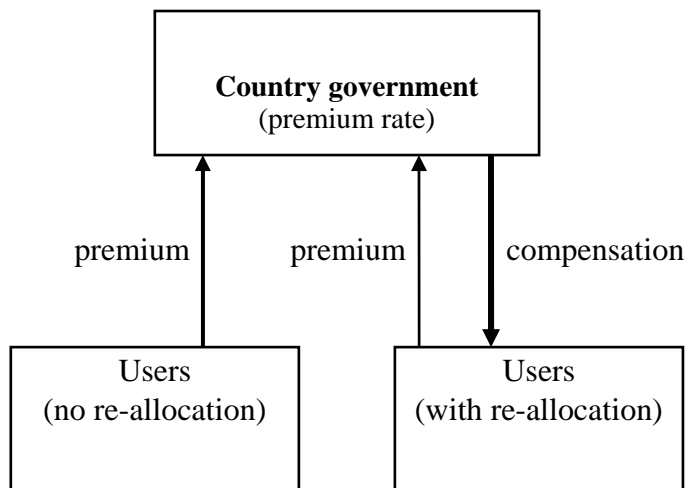 Country government
(premium rate)
premium
premium
compensation
Users
(no re-allocation)
Users
(with re-allocation)